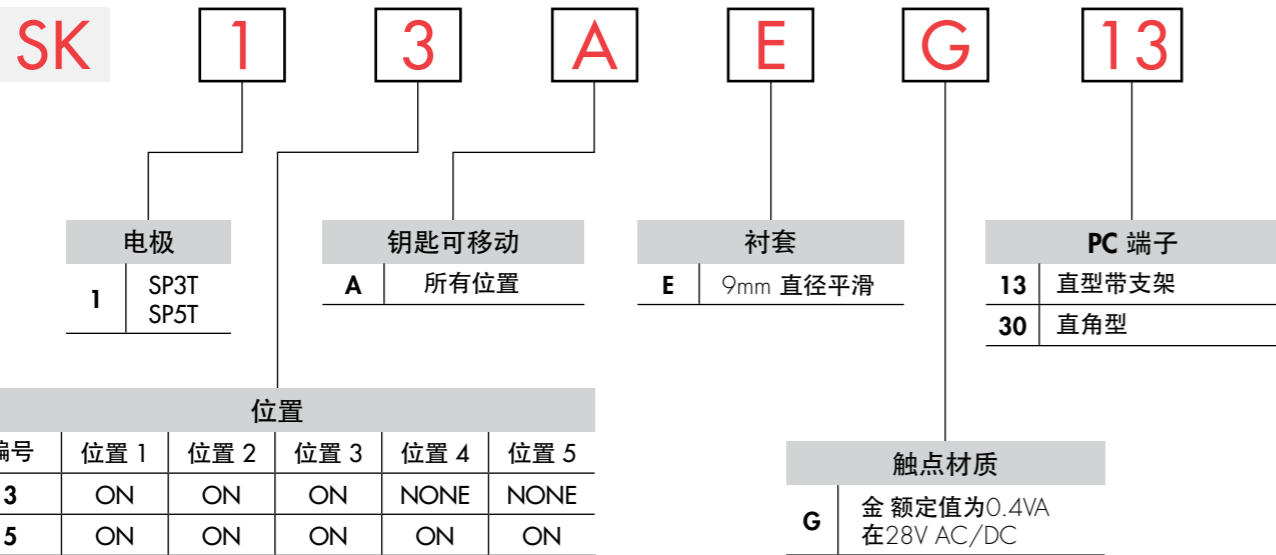 SK 1 3 A E G 13
电极
1 SP3T
SP5T
钥匙可移动
A 所有位置
衬套
E 9mm 直径平滑
PC 端子
13 直型带支架
30 直角型
位置
编号 位置 1 位置 2 位置 3 位置 4 位置 5
3 ON ON ON NONE NONE
5 ON ON ON ON ON
触点材质
G 金 额定值为0.4VA
在28V AC/DC